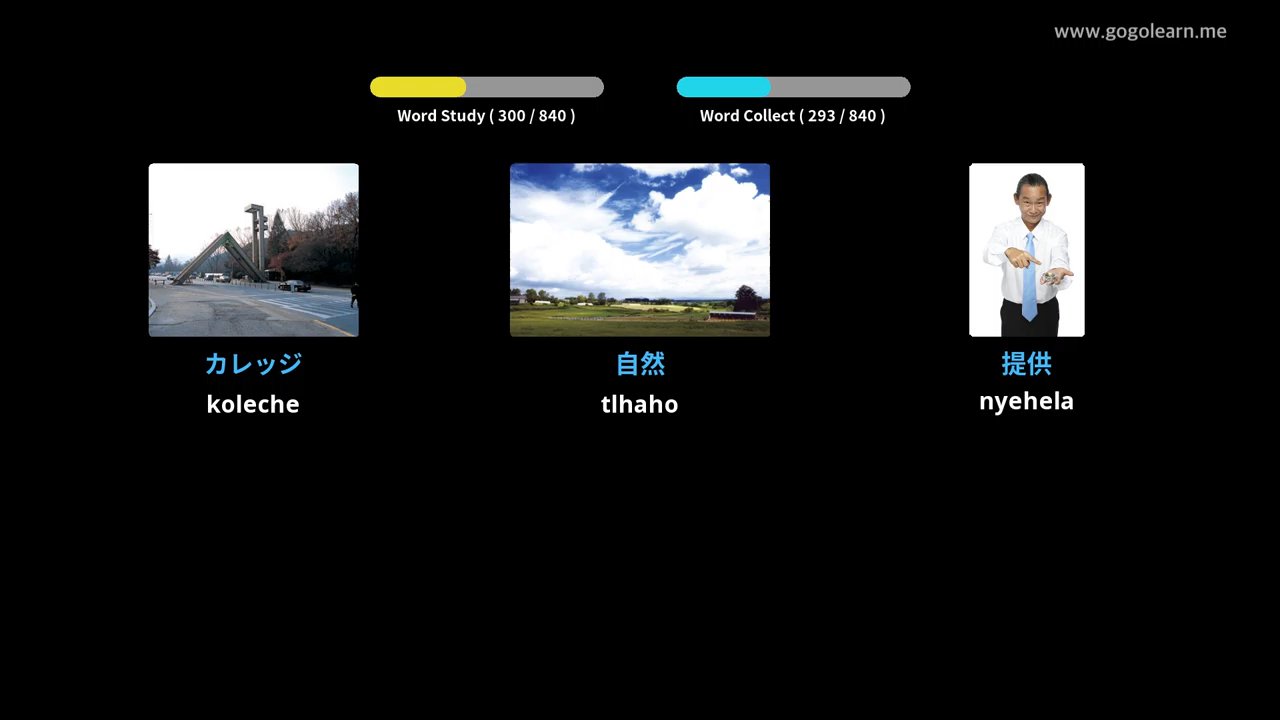 www.gogolearn.me
Word Study ( 300 / 840 )
Word Collect ( 293 / 840 )
カレッジ
自然
提供
koleche
tlhaho
nyehela